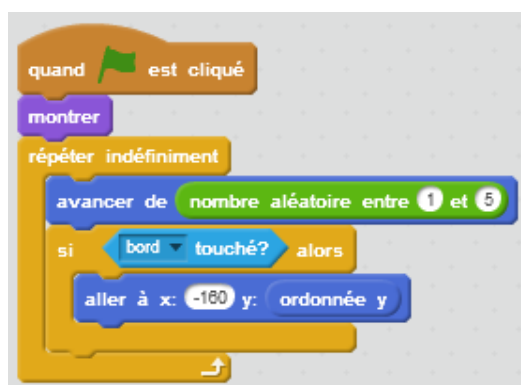 quand est cliqué
montrer
répéter indéfiniment
avancer de nombre aléatoire entre 1 et 5
si bord touché? alors
aller à x: -160 y: ordonnée y